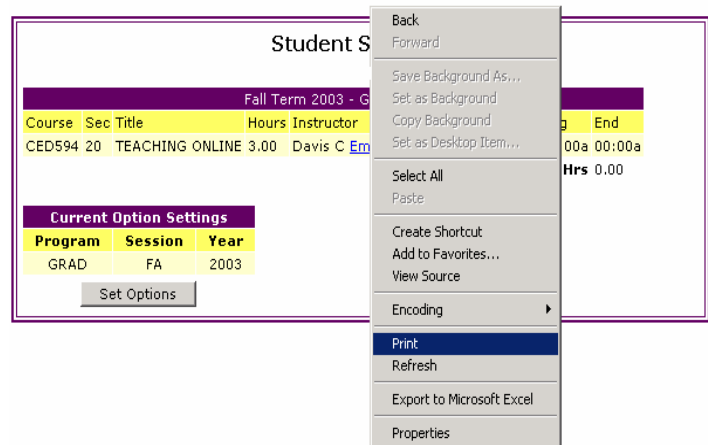 Student S
Fall Term 2003 - G
Course Sec Title Hours Instructor g End
CED594 20 TEACHING ONLINE 3.00 Davis C Em 00a 00:00a
Hrs 0.00
Current Option Settings
Program Session Year
GRAD FA 2003
Set Options
Back
Forward
Save Background As...
Set as Background
Copy Background
Set as Desktop Item...
Select All
Paste
Create Shortcut
Add to Favorites...
View Source
Encoding
Print
Refresh
Export to Microsoft Excel
Properties